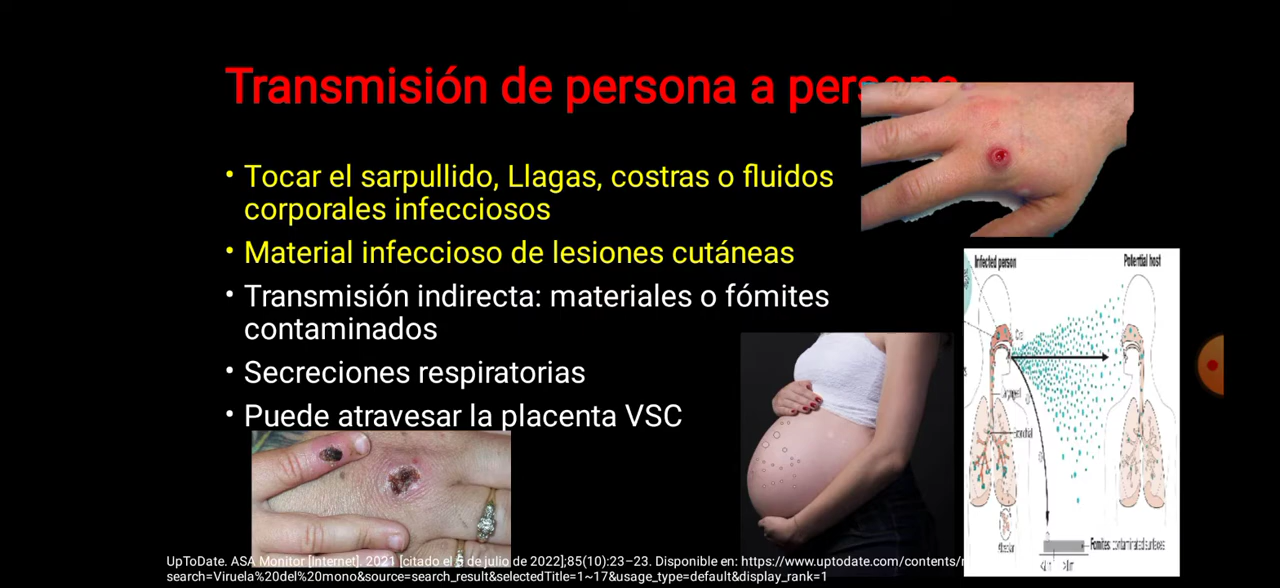 Transmisión de persona a persona
• Tocar el sarpullido, Llagas, costras o fluidos
corporales infecciosos
• Material infeccioso de lesiones cutáneas
• Transmisión indirecta: materiales o fómites
contaminados
• Secreciones respiratorias
• Puede atravesar la placenta VSC
Infected person
Potential host
Fomites contaminated surfaces
UpToDate. ASA Monitor [Internet]. 2021 [citado el 5 de julio de 2022];85(10):23–23. Disponible en: https://www.uptodate.com/contents/
search=Viruela%20del%20mono&source=search_result&selectedTitle=1~17&usage_type=default&display_rank=1